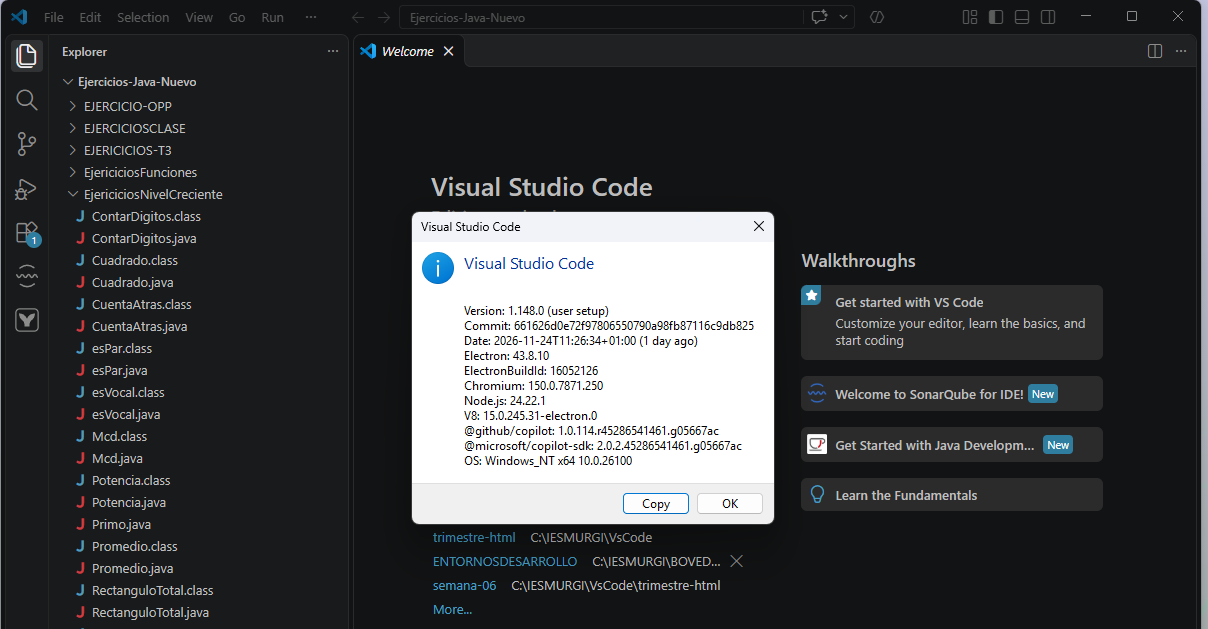 File Edit Selection View Go Run ···
Ejercicios-Java-Nuevo
Explorer
Ejercicios-Java-Nuevo
EJERCICIO-OPP
EJERCICIOSCLASE
EJERICICIOS-T3
EjericiciosFunciones
EjericiciosNivelCreciente
J ContarDigitos.class
J ContarDigitos.java
J Cuadrado.class
J Cuadrado.java
J CuentaAtras.class
J CuentaAtras.java
J esPar.class
J esPar.java
J esVocal.class
J esVocal.java
J Mcd.class
J Mcd.java
J Potencia.class
J Potencia.java
J Primo.java
J Promedio.class
J Promedio.java
J RectanguloTotal.class
J RectanguloTotal.java
1
Welcome
Visual Studio Code
Visual Studio Code
Visual Studio Code
Version: 1.148.0 (user setup)
Commit: 661626d0e72f97806550790a98fb87116c9db825
Date: 2026-11-24T11:26:34+01:00 (1 day ago)
Electron: 43.8.10
ElectronBuildId: 16052126
Chromium: 150.0.7871.250
Node.js: 24.22.1
V8: 15.0.245.31-electron.0
@github/copilot: 1.0.114.r45286541461.g05667ac
@microsoft/copilot-sdk: 2.0.2.45286541461.g05667ac
OS: Windows_NT x64 10.0.26100
Copy OK
trimestre-html C:\IESMURGI\VsCode
ENTORNOSDESARROLLO C:\IESMURGI\BOVED...
semana-06 C:\IESMURGI\VsCode\trimestre-html
More...
Walkthroughs
Get started with VS Code
Customize your editor, learn the basics, and
start coding
Welcome to SonarQube for IDE! New
Get Started with Java Developm... New
Learn the Fundamentals